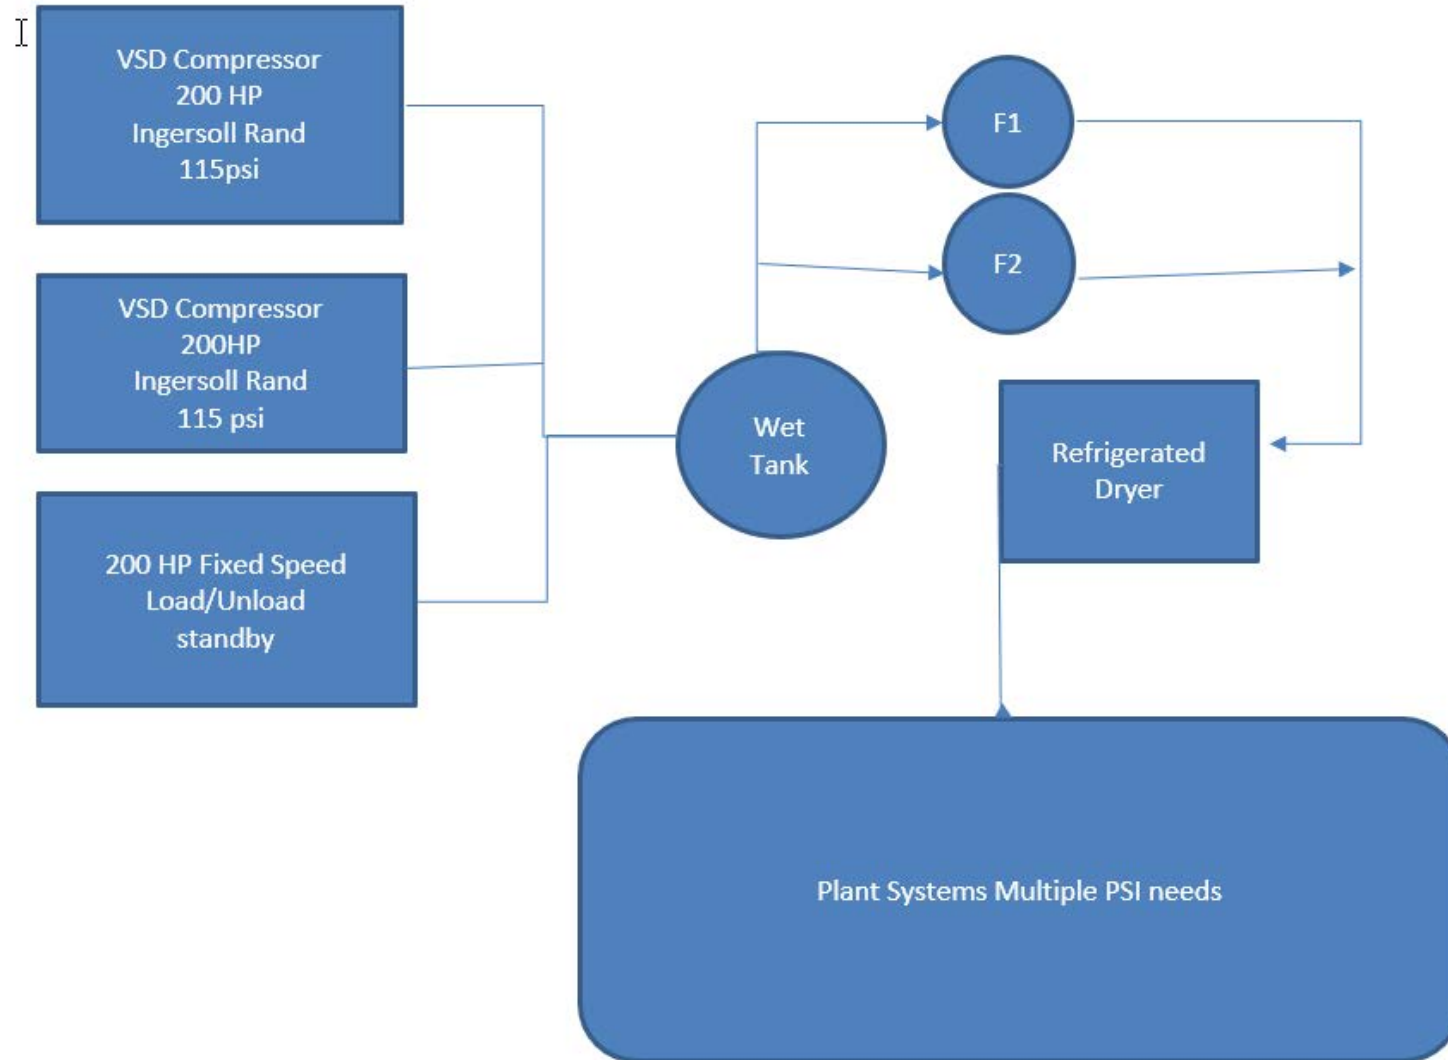 VSD Compressor
200 HP
Ingersoll Rand
115psi
VSD Compressor
200HP
Ingersoll Rand
115 psi
200 HP Fixed Speed
Load/Unload
standby
Wet
Tank
F1
F2
Refrigerated
Dryer
Plant Systems Multiple PSI needs